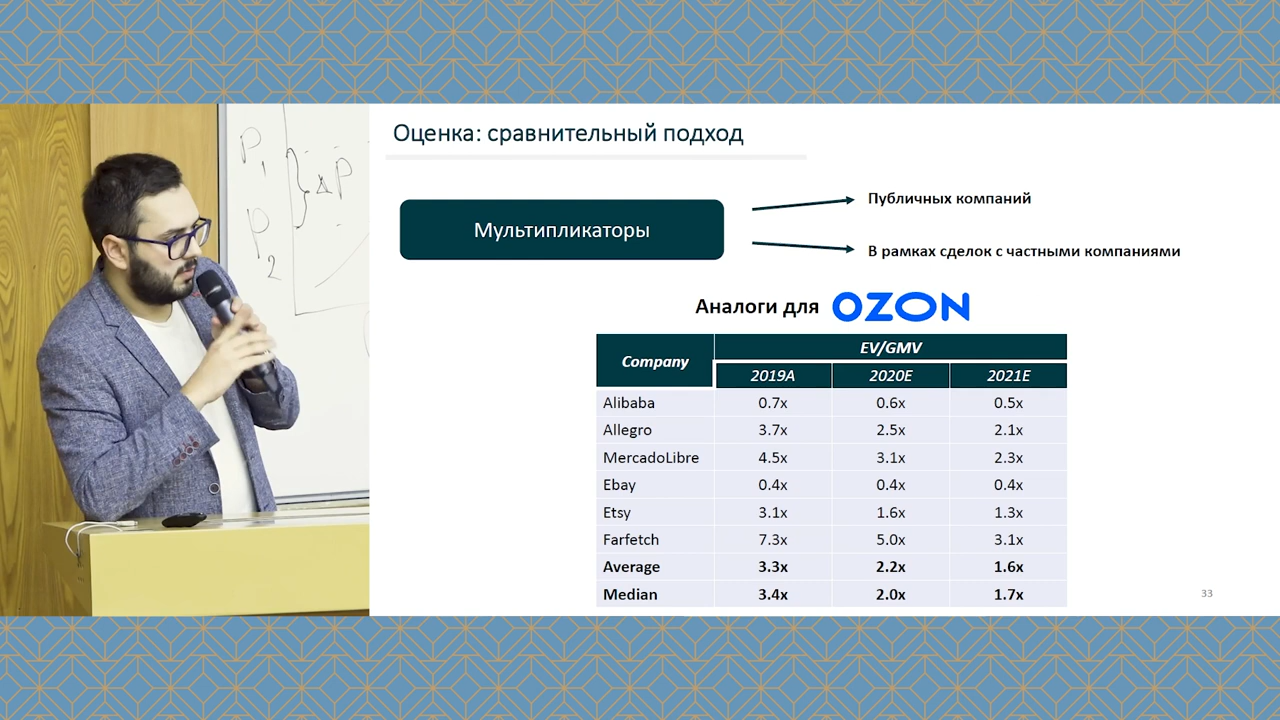 P1
ΔP
P2
Оценка: сравнительный подход
Мультипликаторы
Публичных компаний
В рамках сделок с частными компаниями
Аналоги для OZON
Company EV/GMV
2019A 2020E 2021E
Alibaba 0.7x 0.6x 0.5x
Allegro 3.7x 2.5x 2.1x
MercadoLibre 4.5x 3.1x 2.3x
Ebay 0.4x 0.4x 0.4x
Etsy 3.1x 1.6x 1.3x
Farfetch 7.3x 5.0x 3.1x
Average 3.3x 2.2x 1.6x
Median 3.4x 2.0x 1.7x
33